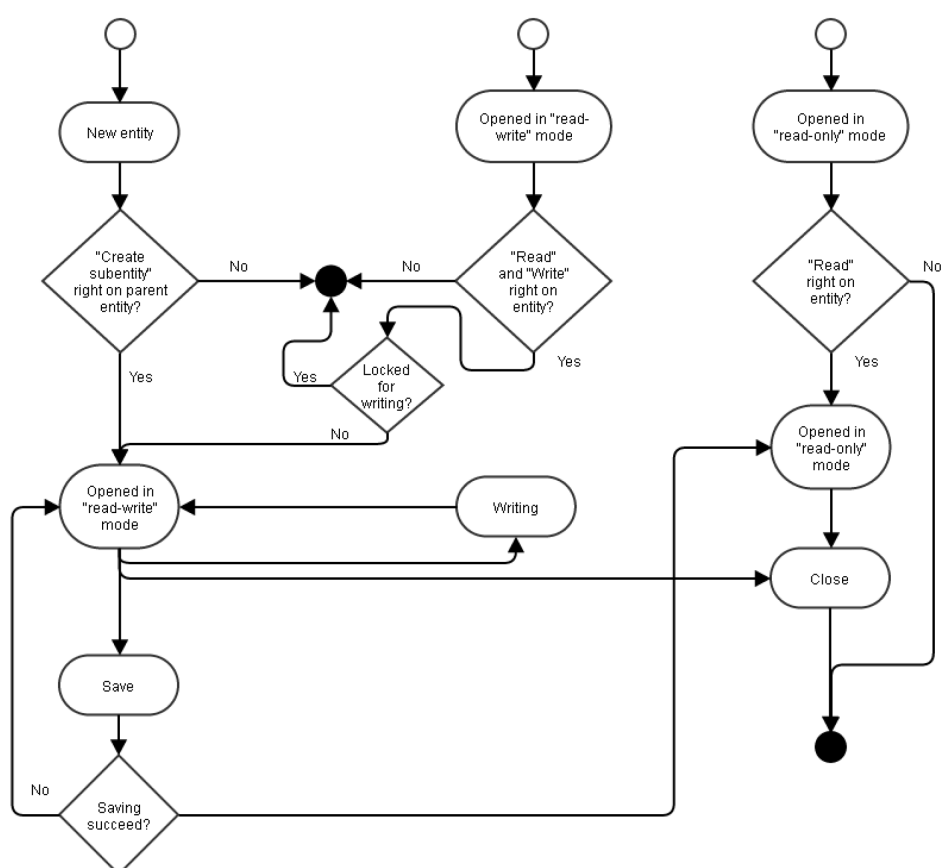 New entity
Opened in "read-
write" mode
Opened in
"read-only" mode
"Create
subentity"
right on parent
entity?
No
No
"Read"
and "Write"
right on
entity?
"Read"
right on
entity?
No
Yes
Yes
Locked
for
writing?
Yes
Yes
No
Opened in
"read-only"
mode
Opened in
"read-write"
mode
Writing
Close
Save
No
Saving
succeed?